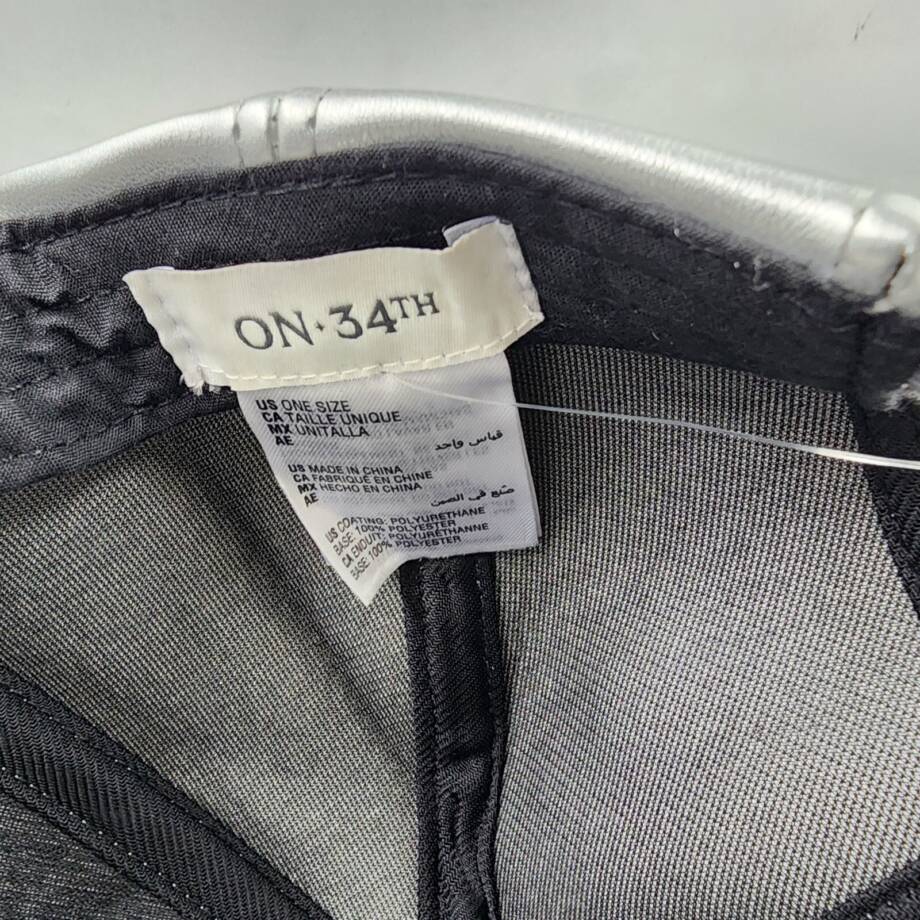 ON·34TH
US ONE SIZE
CA TAILLE UNIQUE
MX UNITALLA
AE قياس واحد
US MADE IN CHINA
CA FABRIQUÉ EN CHINE
MX HECHO EN CHINA
AE صنع في الصين
US COATING: POLYURETHANE
BASE: 100% POLYESTER
CA ENDUIT: POLYURÉTHANNE
BASE: 100% POLYESTER